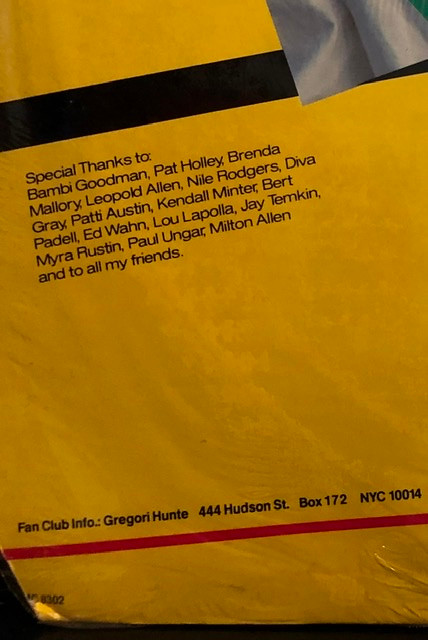 Special Thanks to:
Bambi Goodman, Pat Holley, Brenda
Mallory, Leopold Allen, Nile Rodgers, Diva
Gray, Patti Austin, Kendall Minter, Bert
Padell, Ed Wahn, Lou Lapolla, Jay Temkin,
Myra Rustin, Paul Ungar, Milton Allen
and to all my friends.
Fan Club Info.: Gregori Hunte 444 Hudson St. Box 172 NYC 10014
8302